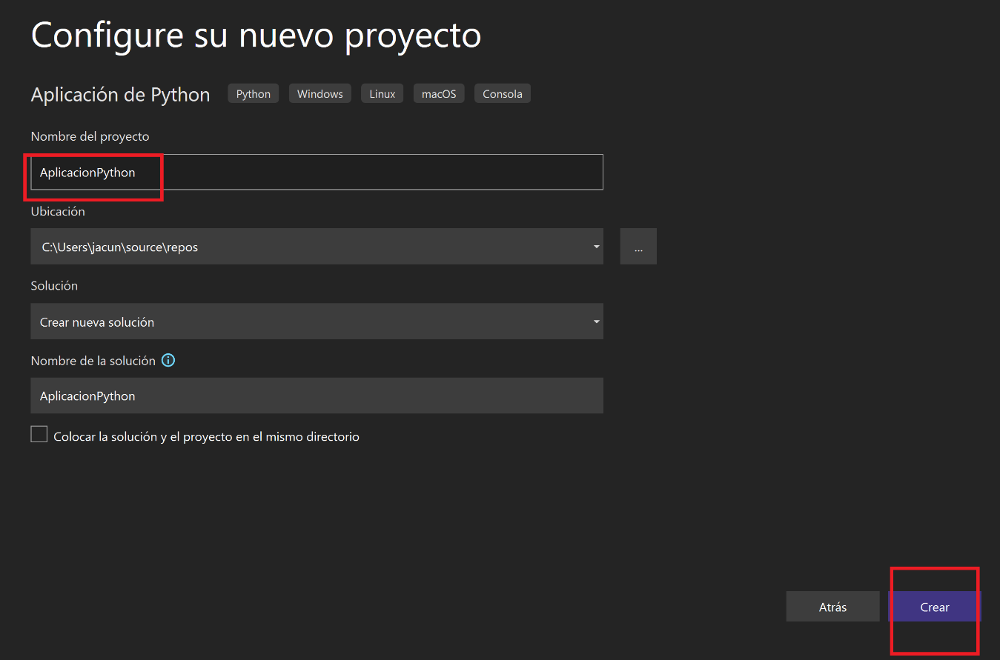 Configure su nuevo proyecto
Aplicación de Python Python Windows Linux macOS Consola
Nombre del proyecto
AplicacionPython
Ubicación
C:\Users\jacun\source\repos
...
Solución
Crear nueva solución
Nombre de la solución
AplicacionPython
Colocar la solución y el proyecto en el mismo directorio
Atrás Crear